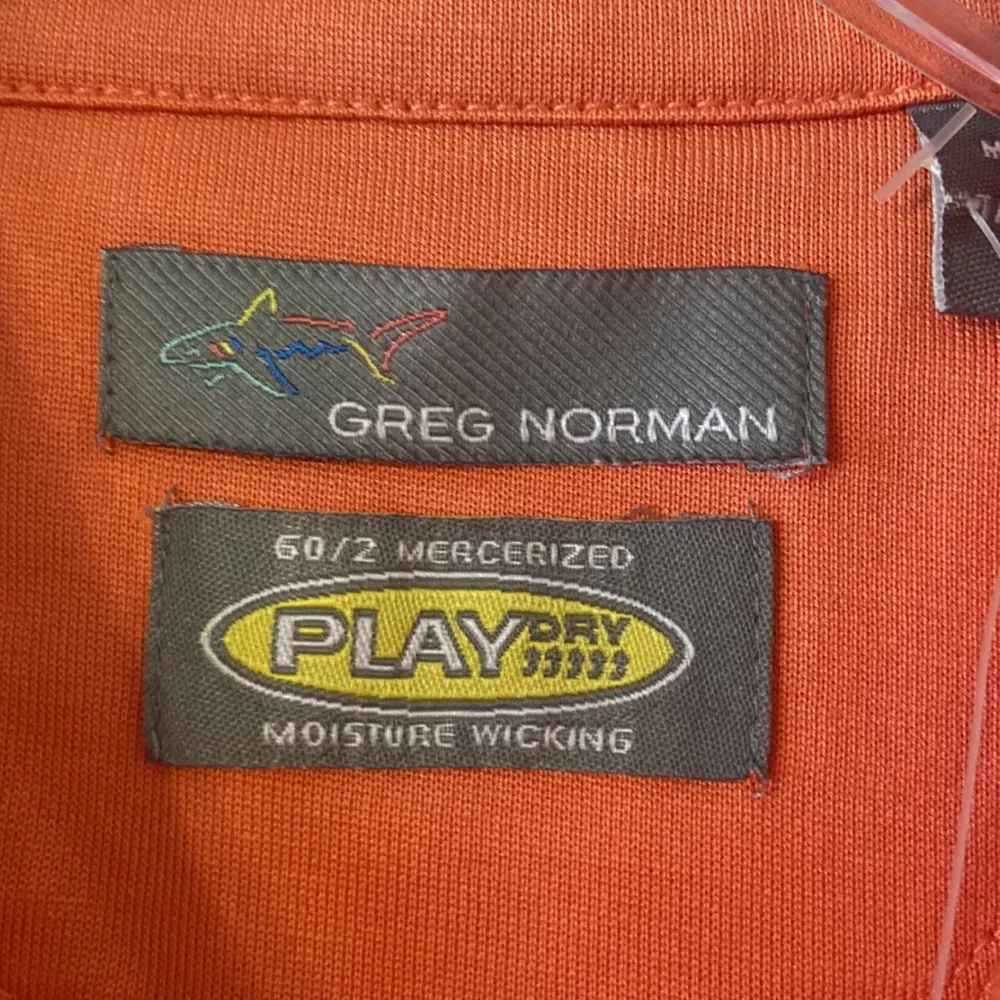 GREG NORMAN
60/2 MERCERIZED
PLAY DRY
MOISTURE WICKING